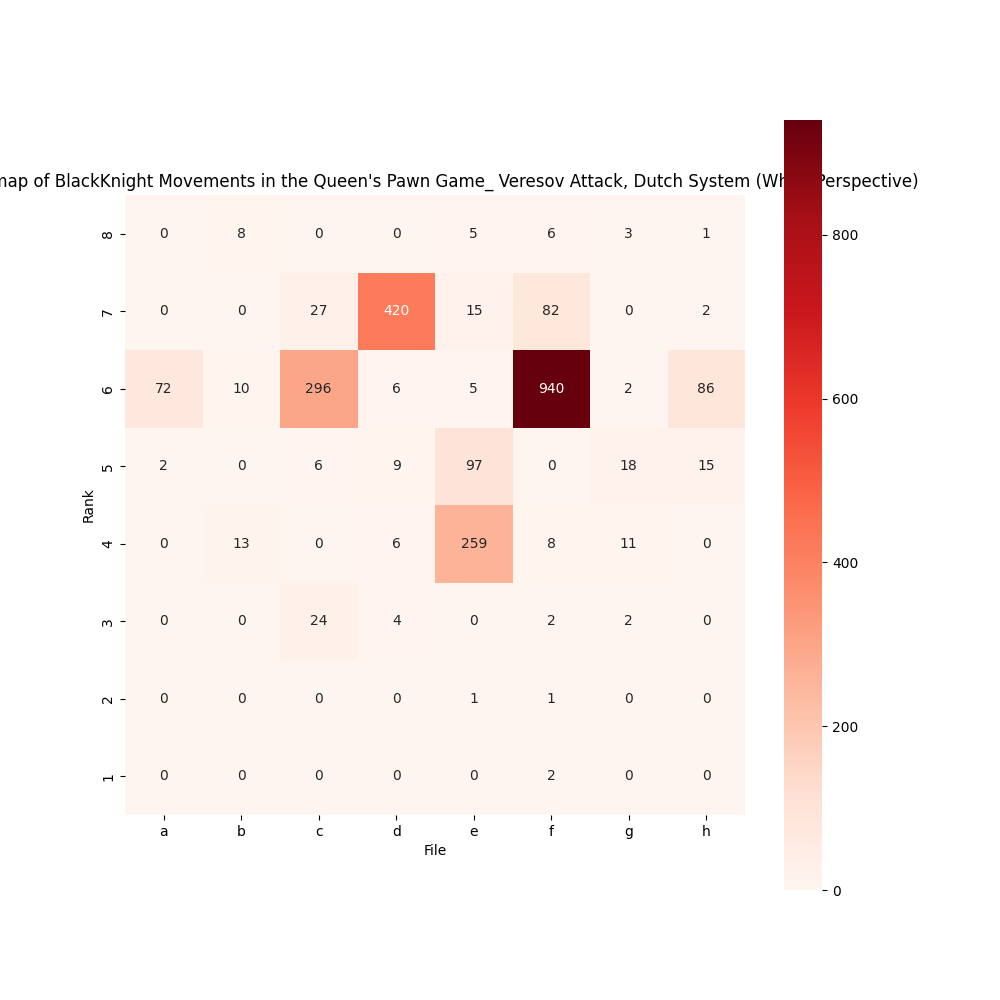 map of BlackKnight Movements in the Queen's Pawn Game_ Veresov Attack, Dutch System (Wh Perspective)
8 0 8 0 0 5 6 3 1
7 0 0 27 420 15 82 0 2
6 72 10 296 6 5 940 2 86
5 2 0 6 9 97 0 18 15
4 0 13 0 6 259 8 11 0
3 0 0 24 4 0 2 2 0
2 0 0 0 0 1 1 0 0
1 0 0 0 0 0 2 0 0
a b c d e f g h
Rank
File
800
600
400
200
0